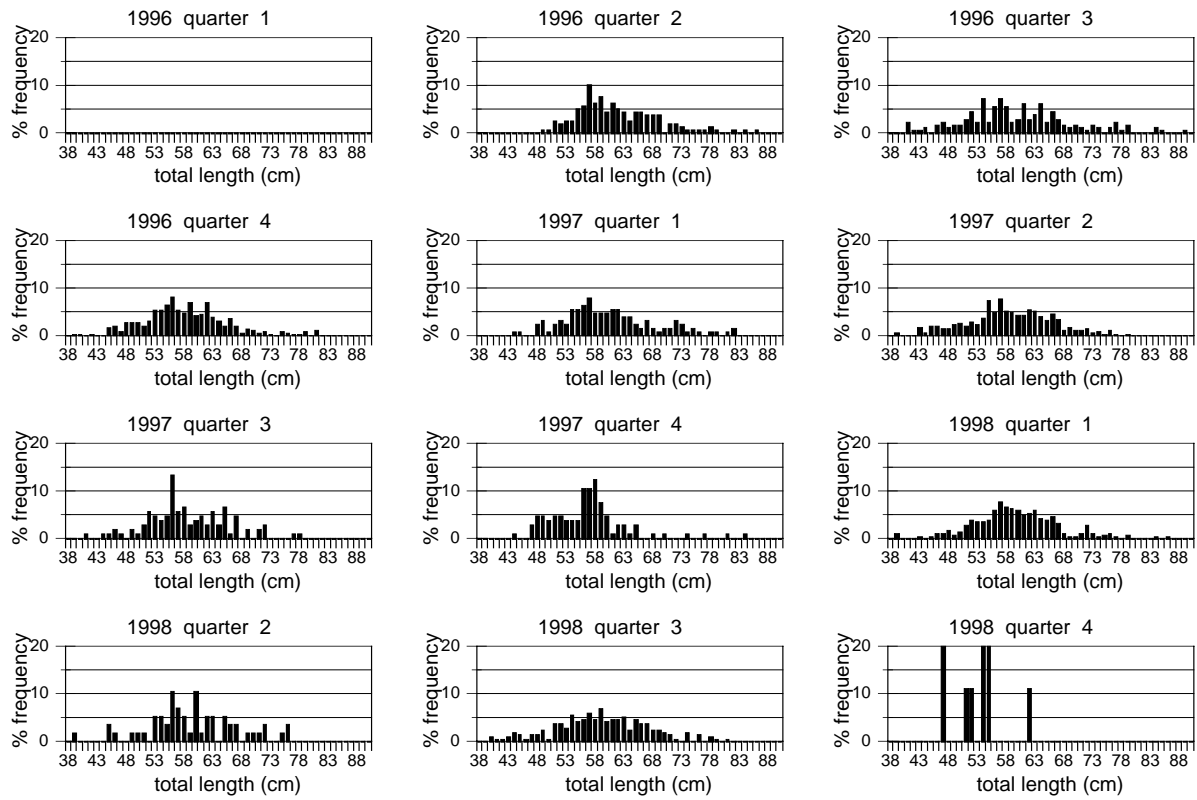 1996 quarter 1
% frequency
20
10
0
38 43 48 53 58 63 68 73 78 83 88
total length (cm)
1996 quarter 2
% frequency
20
10
0
38 43 48 53 58 63 68 73 78 83 88
total length (cm)
1996 quarter 3
% frequency
20
10
0
38 43 48 53 58 63 68 73 78 83 88
total length (cm)
1996 quarter 4
% frequency
20
10
0
38 43 48 53 58 63 68 73 78 83 88
total length (cm)
1997 quarter 1
% frequency
20
10
0
38 43 48 53 58 63 68 73 78 83 88
total length (cm)
1997 quarter 2
% frequency
20
10
0
38 43 48 53 58 63 68 73 78 83 88
total length (cm)
1997 quarter 3
% frequency
20
10
0
38 43 48 53 58 63 68 73 78 83 88
total length (cm)
1997 quarter 4
% frequency
20
10
0
38 43 48 53 58 63 68 73 78 83 88
total length (cm)
1998 quarter 1
% frequency
20
10
0
38 43 48 53 58 63 68 73 78 83 88
total length (cm)
1998 quarter 2
% frequency
20
10
0
38 43 48 53 58 63 68 73 78 83 88
total length (cm)
1998 quarter 3
% frequency
20
10
0
38 43 48 53 58 63 68 73 78 83 88
total length (cm)
1998 quarter 4
% frequency
20
10
0
38 43 48 53 58 63 68 73 78 83 88
total length (cm)